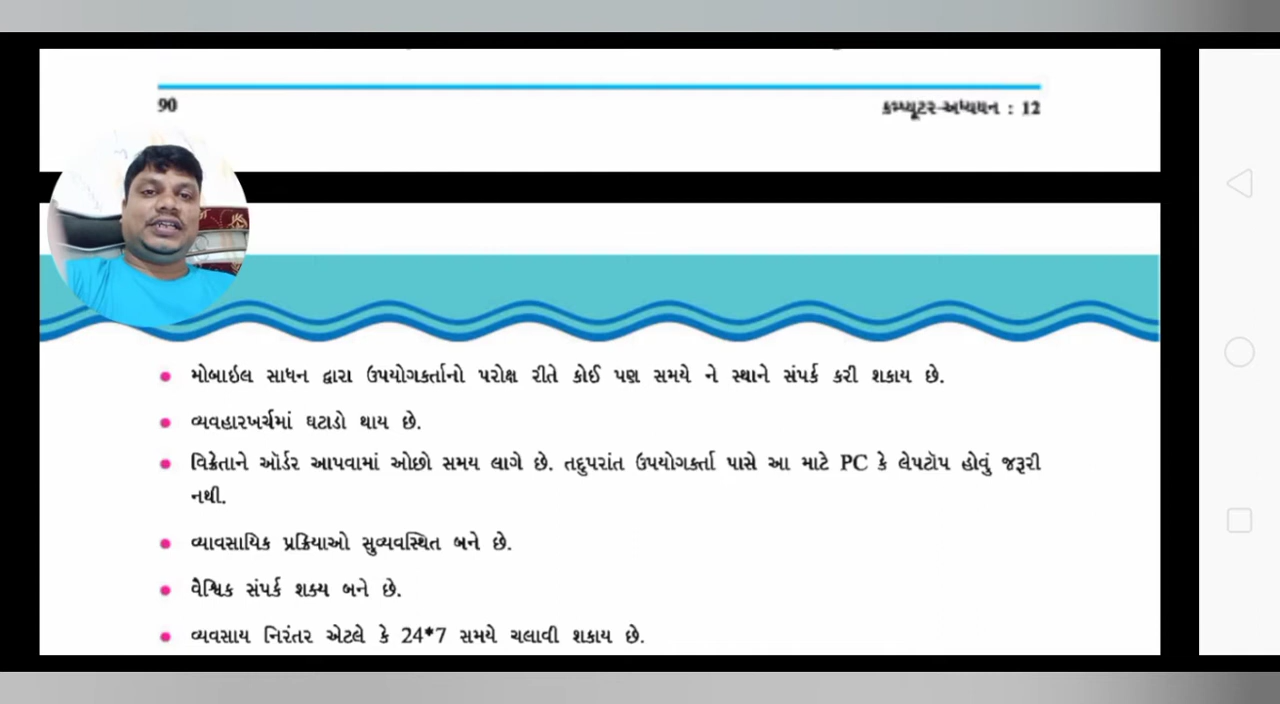 90
કમ્પ્યૂટર-અધ્યયન : 12
• મોબાઇલ સાધન દ્વારા ઉપયોગકર્તાનો પરોક્ષ રીતે કોઈ પણ સમયે ને સ્થાને સંપર્ક કરી શકાય છે.
• વ્યવહારખર્ચમાં ઘટાડો થાય છે.
• વિક્રેતાને ઑર્ડર આપવામાં ઓછો સમય લાગે છે. તદુપરાંત ઉપયોગકર્તા પાસે આ માટે PC કે લેપટૉપ હોવું જરૂરી
નથી.
• વ્યાવસાયિક પ્રક્રિયાઓ સુવ્યવસ્થિત બને છે.
• વૈશ્વિક સંપર્ક શક્ય બને છે.
• વ્યવસાય નિરંતર એટલે કે 24*7 સમયે ચલાવી શકાય છે.